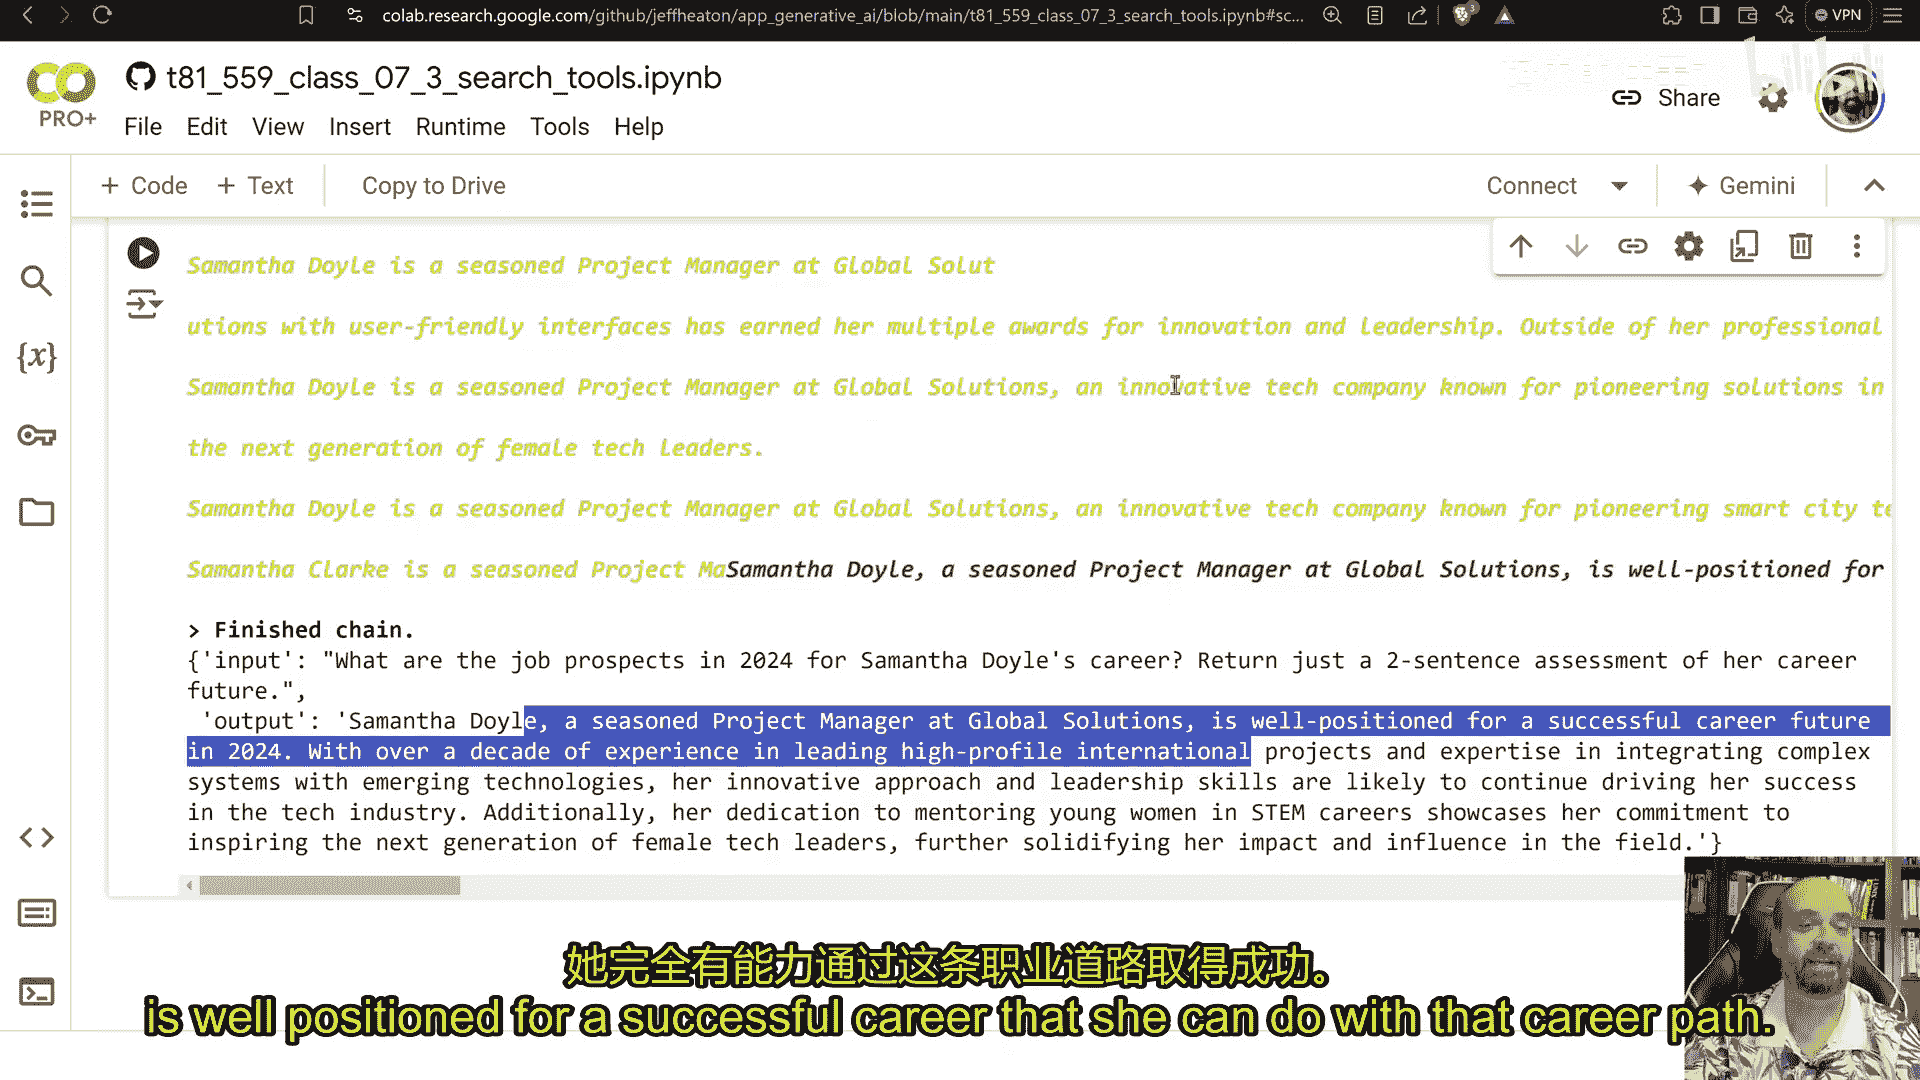 colab.research.google.com/github/jeffheaton/app_generative_ai/blob/main/t81_559_class_07_3_search_tools.ipynb#sc...
3
VPN
bilibili
t81_559_class_07_3_search_tools.ipynb
Share
PRO+
File Edit View Insert Runtime Tools Help
+ Code + Text Copy to Drive Connect Gemini
Samantha Doyle is a seasoned Project Manager at Global Solut
utions with user-friendly interfaces has earned her multiple awards for innovation and leadership. Outside of her professional
Samantha Doyle is a seasoned Project Manager at Global Solutions, an innovative tech company known for pioneering solutions in
the next generation of female tech leaders.
Samantha Doyle is a seasoned Project Manager at Global Solutions, an innovative tech company known for pioneering smart city te
Samantha Clarke is a seasoned Project MaSamantha Doyle, a seasoned Project Manager at Global Solutions, is well-positioned for
> Finished chain.
{'input': "What are the job prospects in 2024 for Samantha Doyle's career? Return just a 2-sentence assessment of her career
future.",
'output': 'Samantha Doyle, a seasoned Project Manager at Global Solutions, is well-positioned for a successful career future
in 2024. With over a decade of experience in leading high-profile international projects and expertise in integrating complex
systems with emerging technologies, her innovative approach and leadership skills are likely to continue driving her success
in the tech industry. Additionally, her dedication to mentoring young women in STEM careers showcases her commitment to
inspiring the next generation of female tech leaders, further solidifying her impact and influence in the field.'}
她完全有能力通过这条职业道路取得成功。
is well positioned for a successful career that she can do with that career path.